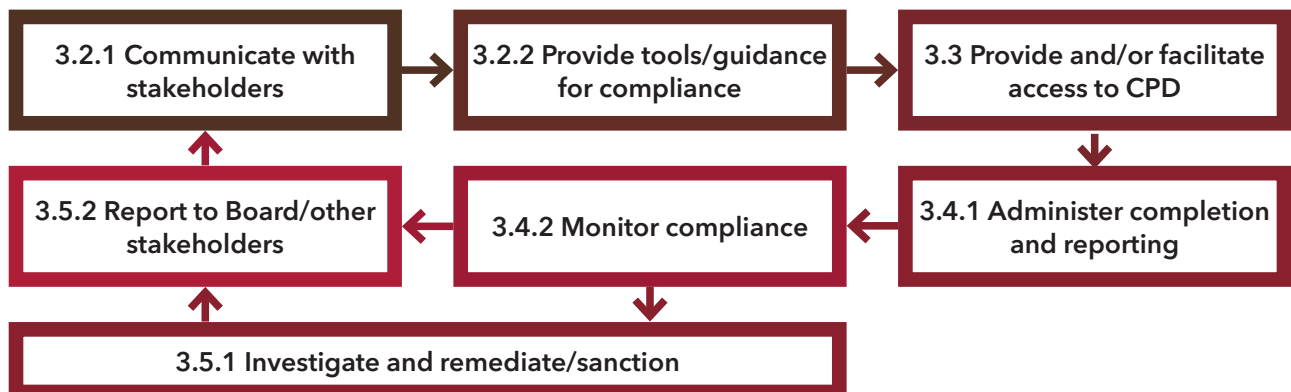 3.2.1 Communicate with
stakeholders
3.2.2 Provide tools/guidance
for compliance
3.3 Provide and/or facilitate
access to CPD
3.5.2 Report to Board/other
stakeholders
3.4.2 Monitor compliance
3.4.1 Administer completion
and reporting
3.5.1 Investigate and remediate/sanction